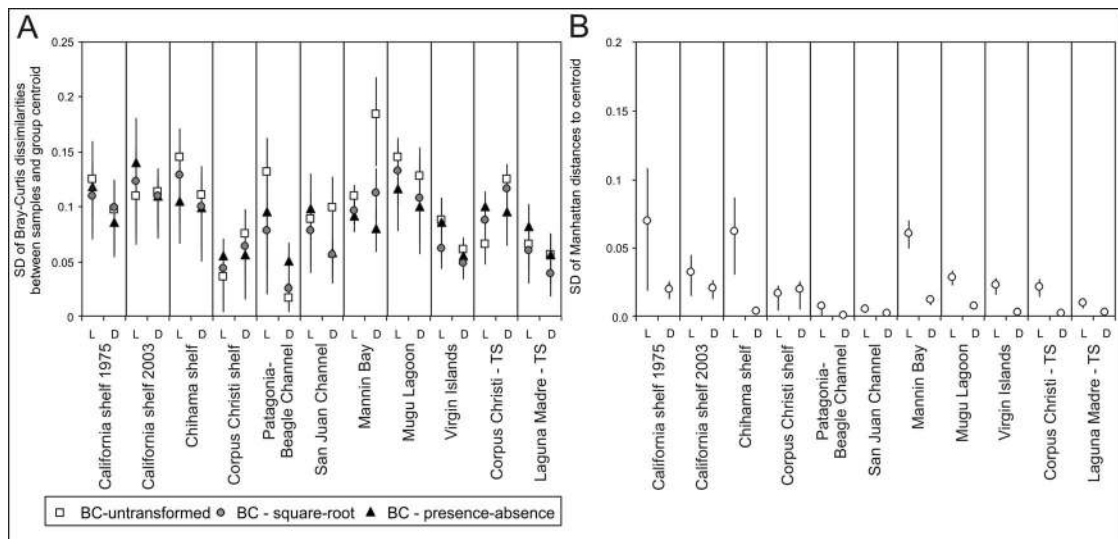 A
SD of Bray-Curtis dissimilarities
between samples and group centroid
0.25
0.2
0.15
0.1
0.05
0
L D L D L D L D L D L D L D L D L D L D L D
California shelf 1975
California shelf 2003
Chihama shelf
Corpus Christi shelf
Patagonia-
Beagle Channel
San Juan Channel
Mannin Bay
Mugu Lagoon
Virgin Islands
Corpus Christi - TS
Laguna Madre - TS
BC-untransformed BC - square-root BC - presence-absence
B
SD of Manhattan distances to centroid
0.2
0.15
0.1
0.05
0.0
L D L D L D L D L D L D L D L D L D L D L D
California shelf 1975
California shelf 2003
Chihama shelf
Corpus Christi shelf
Patagonia-
Beagle Channel
San Juan Channel
Mannin Bay
Mugu Lagoon
Virgin Islands
Corpus Christi - TS
Laguna Madre - TS